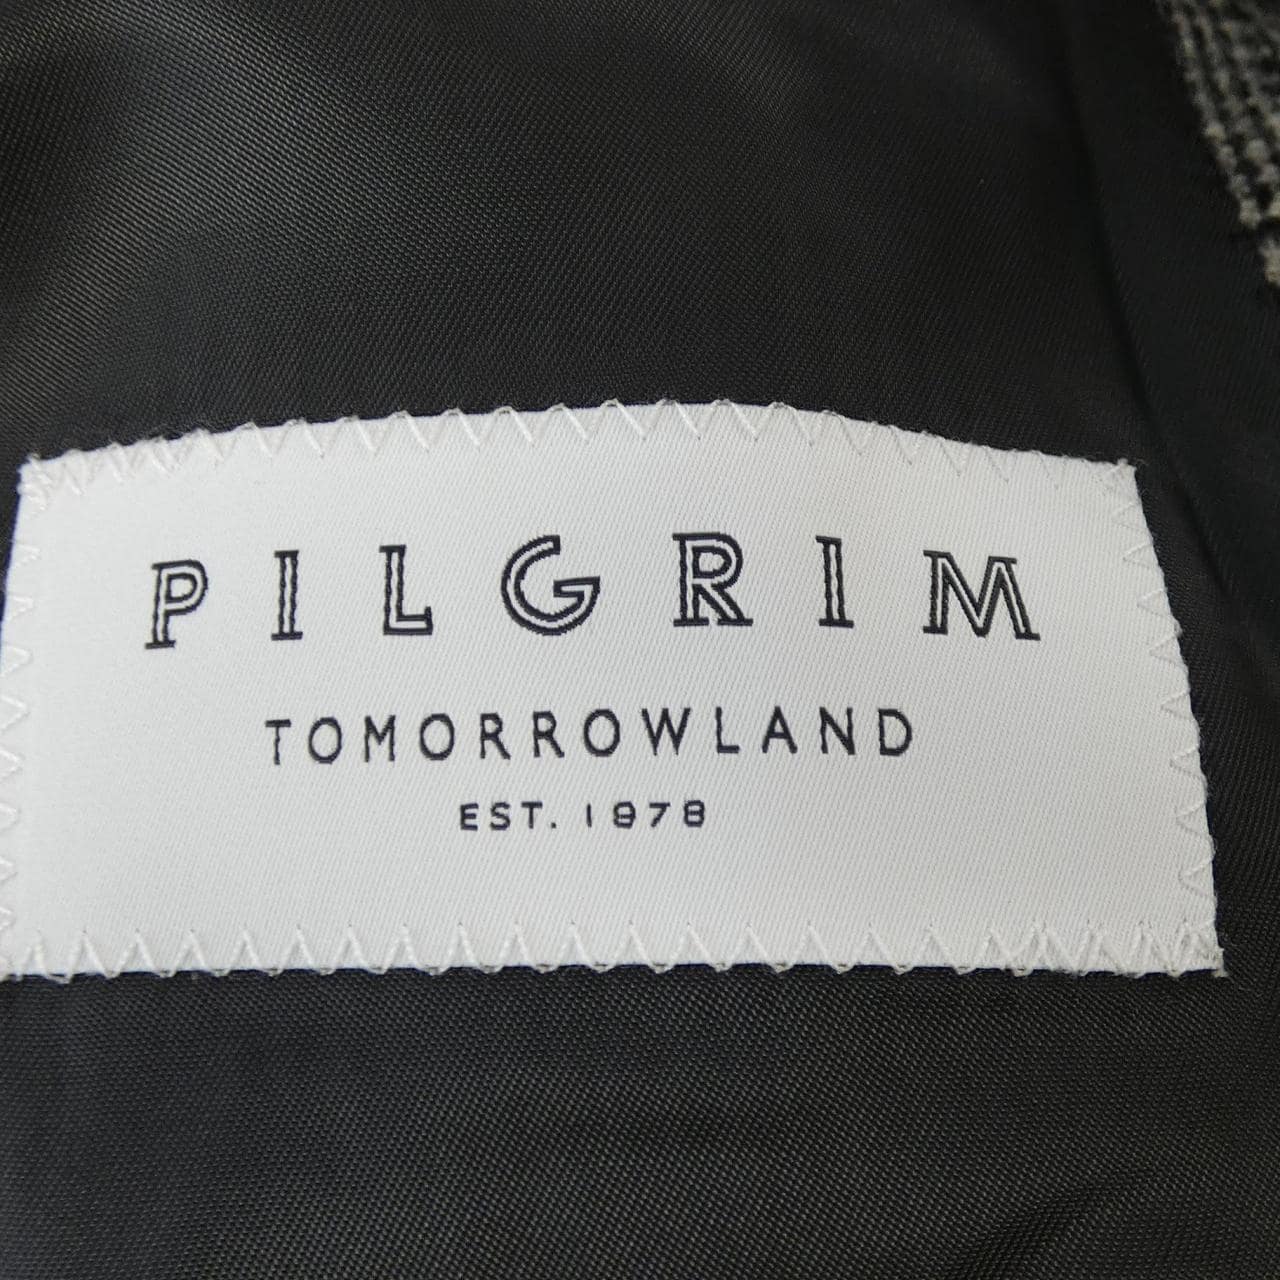 PILGRIM
TOMORROWLAND
EST. 1978